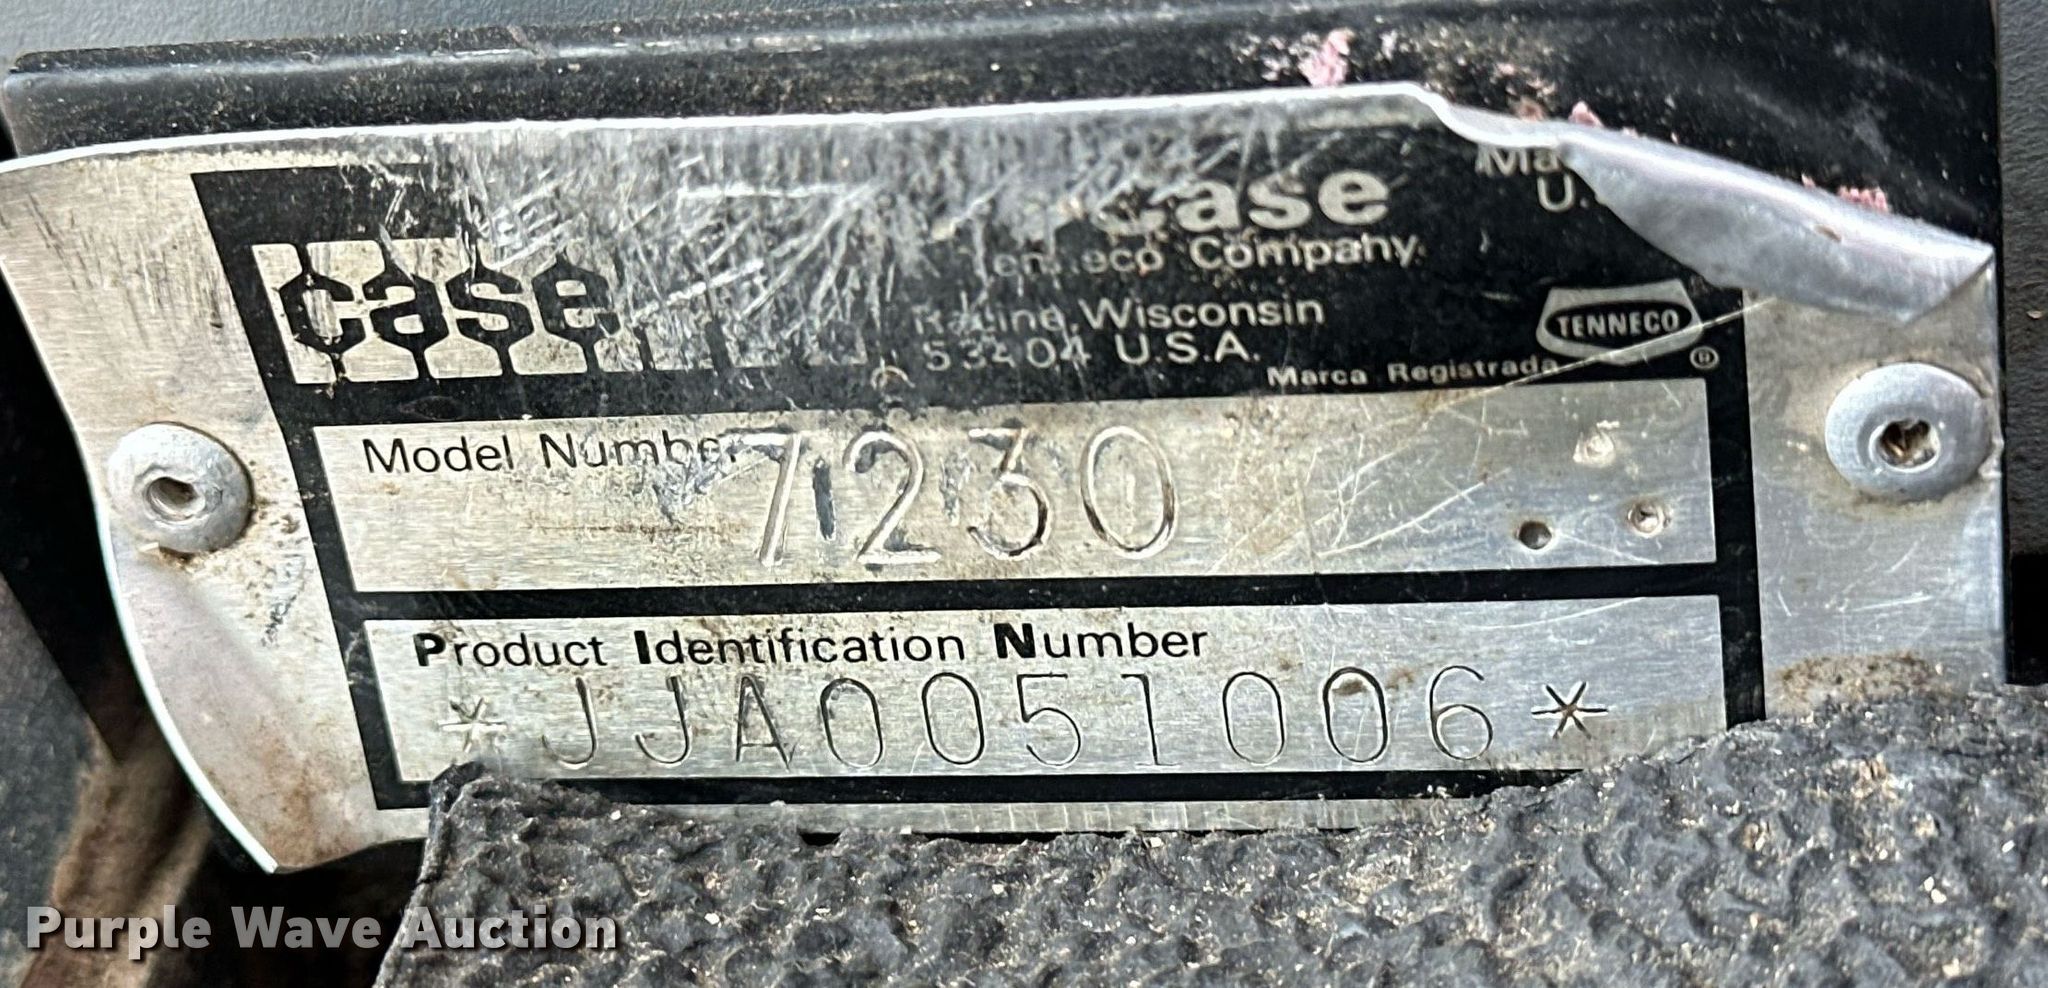 case
Case
Tenneco Company
Racine, Wisconsin
53404 U.S.A.
Marca Registrada
TENNECO
®
Model Number 7230
Product Identification Number
*JJA0051006*
Purple Wave Auction